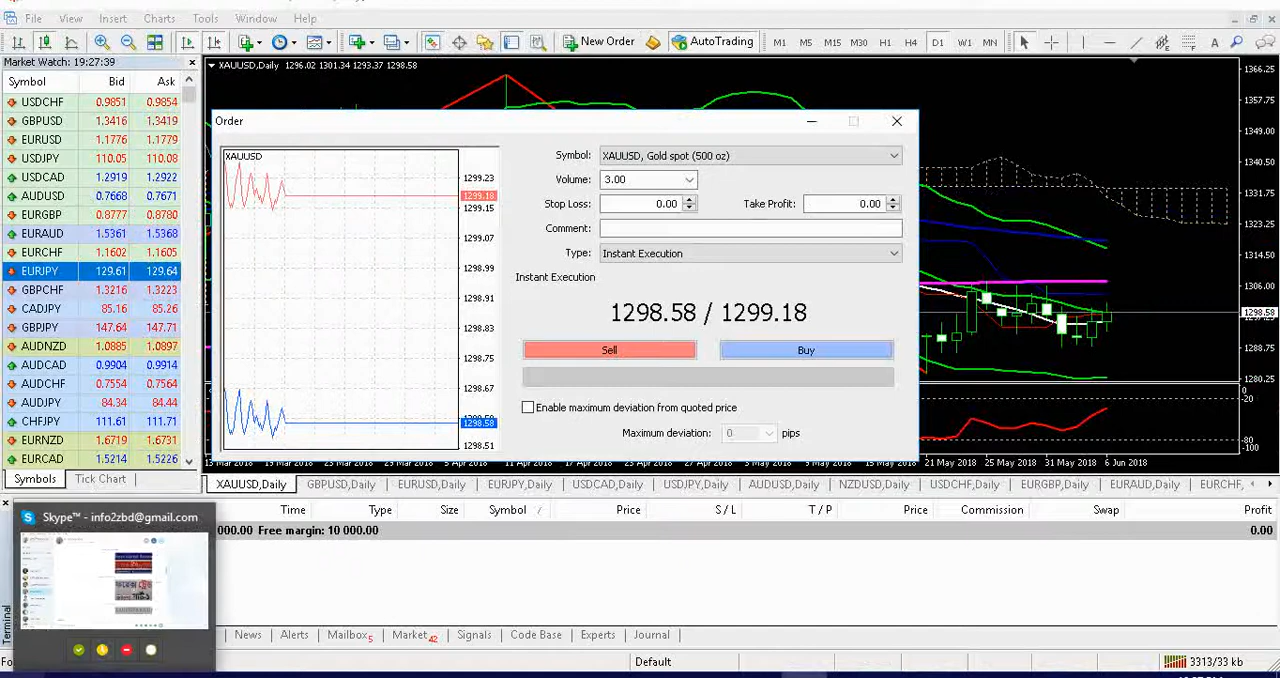 File View Insert Charts Tools Window Help
New Order AutoTrading M1 M5 M15 M30 H1 H4 D1 W1 MN
Market Watch: 19:27:39
Symbol Bid Ask
USDCHF 0.9851 0.9854
GBPUSD 1.3416 1.3419
EURUSD 1.1776 1.1779
USDJPY 110.05 110.08
USDCAD 1.2919 1.2922
AUDUSD 0.7668 0.7671
EURGBP 0.8777 0.8780
EURAUD 1.5361 1.5368
EURCHF 1.1602 1.1605
EURJPY 129.61 129.64
GBPCHF 1.3216 1.3223
CADJPY 85.16 85.26
GBPJPY 147.64 147.71
AUDNZD 1.0885 1.0897
AUDCAD 0.9904 0.9914
AUDCHF 0.7554 0.7564
AUDJPY 84.34 84.44
CHFJPY 111.61 111.71
EURNZD 1.6719 1.6731
EURCAD 1.5214 1.5226
Symbols Tick Chart
XAUUSD,Daily 1296.02 1301.34 1293.37 1298.58
1366.25
1357.75
1349.00
1340.50
1331.75
1323.25
1314.50
1306.00
1298.58
1288.75
1280.25
0
-20
-80
-100
Order
XAUUSD
1299.23
1299.18
1299.15
1299.07
1298.99
1298.91
1298.83
1298.75
1298.67
1298.58
1298.51
Symbol: XAUUSD, Gold spot (500 oz)
Volume: 3.00
Stop Loss: 0.00 Take Profit: 0.00
Comment:
Type: Instant Execution
Instant Execution
1298.58 / 1299.18
Sell Buy
Enable maximum deviation from quoted price
Maximum deviation: 0 pips
19 Mar 2018 5 Apr 2018 21 May 2018 25 May 2018 31 May 2018 6 Jun 2018
XAUUSD,Daily GBPUSD,Daily EURUSD,Daily EURJPY,Daily USDCAD,Daily USDJPY,Daily AUDUSD,Daily NZDUSD,Daily USDCHF,Daily EURGBP,Daily EURAUD,Daily EURCHF,
Time Type Size Symbol / Price S / L T / P Price Commission Swap Profit
000.00 Free margin: 10 000.00 0.00
Skype™ - info2zbd@gmail.com
Terminal
News Alerts Mailbox 5 Market 42 Signals Code Base Experts Journal
Fo Default 3313/33 kb